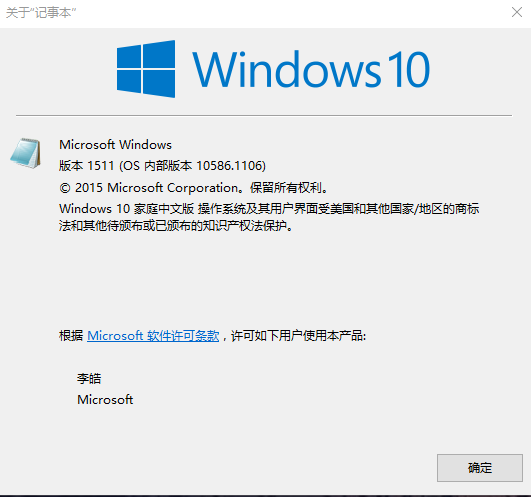 关于“记事本”
Windows 10
Microsoft Windows
版本 1511 (OS 内部版本 10586.1106)
© 2015 Microsoft Corporation。保留所有权利。
Windows 10 家庭中文版 操作系统及其用户界面受美国和其他国家/地区的商标
法和其他待颁布或已颁布的知识产权法保护。
根据 Microsoft 软件许可条款，许可如下用户使用本产品:
李皓
Microsoft
确定